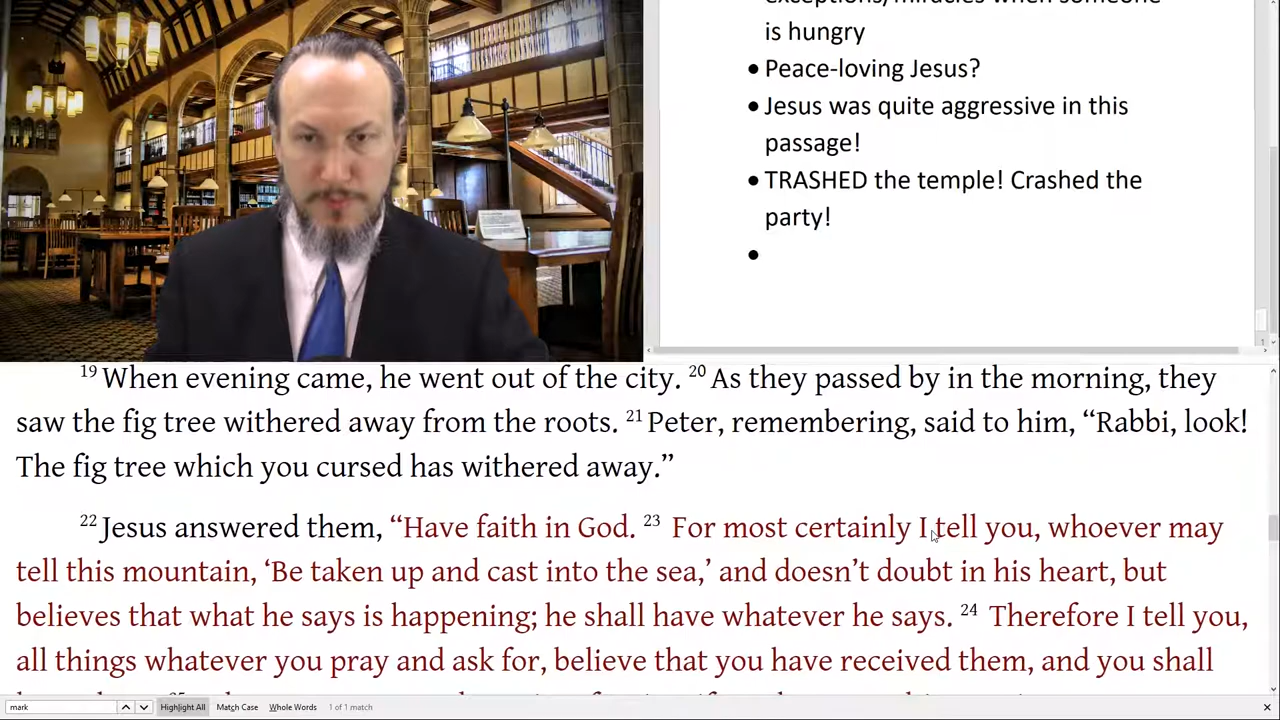 exceptions/miracles when someone
is hungry
• Peace-loving Jesus?
• Jesus was quite aggressive in this
passage!
• TRASHED the temple! Crashed the
party!
•
19 When evening came, he went out of the city. 20 As they passed by in the morning, they
saw the fig tree withered away from the roots. 21 Peter, remembering, said to him, “Rabbi, look!
The fig tree which you cursed has withered away.”
22 Jesus answered them, “Have faith in God. 23 For most certainly I tell you, whoever may
tell this mountain, ‘Be taken up and cast into the sea,’ and doesn’t doubt in his heart, but
believes that what he says is happening; he shall have whatever he says. 24 Therefore I tell you,
all things whatever you pray and ask for, believe that you have received them, and you shall
mark Highlight All Match Case Whole Words 1 of 1 match